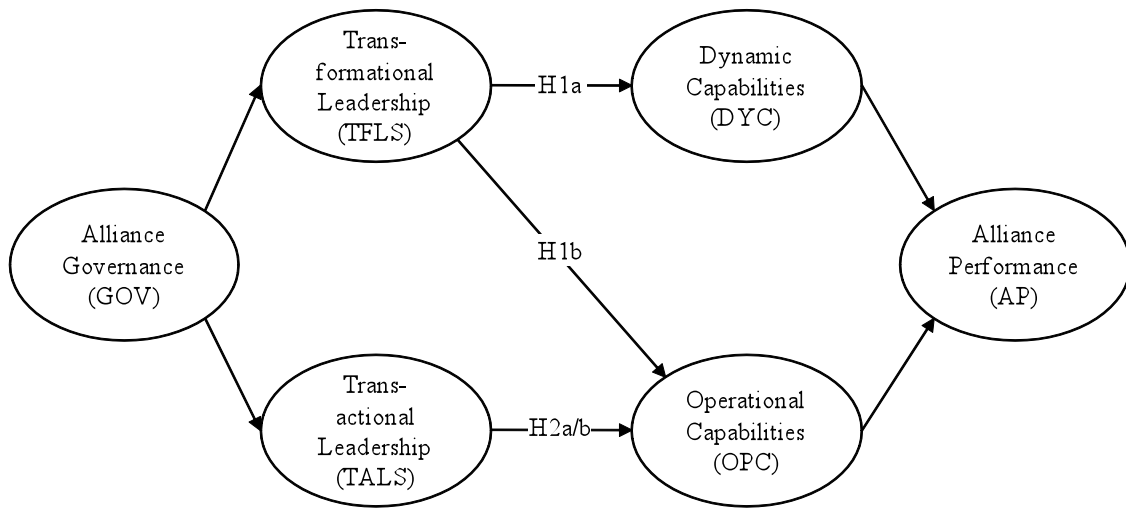 Trans-
formational
Leadership
(TFLS)
H1a
Dynamic
Capabilities
(DYC)
Alliance
Governance
(GOV)
H1b
Alliance
Performance
(AP)
Trans-
actional
Leadership
(TALS)
H2a/b
Operational
Capabilities
(OPC)